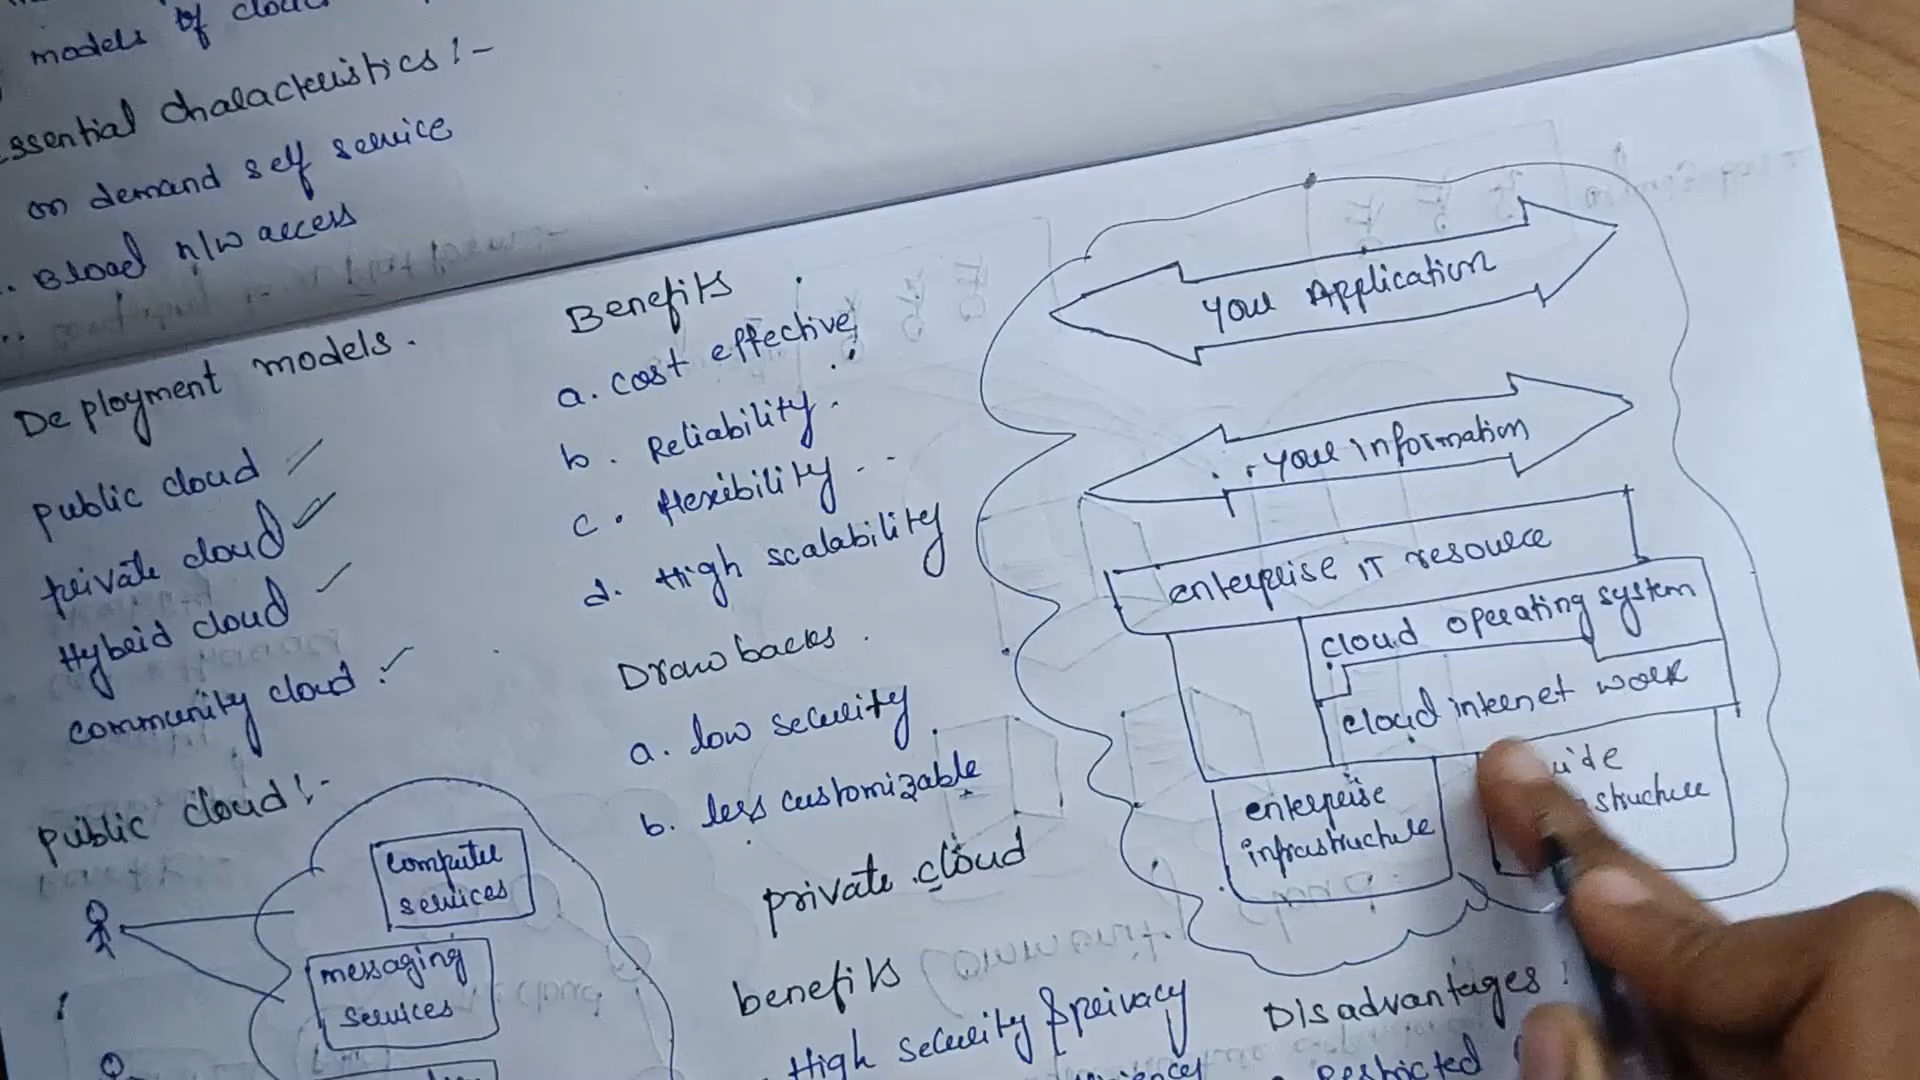 models of cloud
ssential characteristics :-
on demand self service
Broad n/w access
Deployment models.
public cloud
private cloud
Hybrid cloud
community cloud
public cloud :-
computer
services
messaging
services
Benefits
a. cost effective
b. Reliability.
c. flexibility
d. High scalability
Drawbacks.
a. low security
b. less customizable
private cloud
benefits
High security & privacy
Your Application
Your information
enterprise IT resource
cloud operating system
cloud internet work
enterprise
infrastructure
Disadvantages :
Restricted